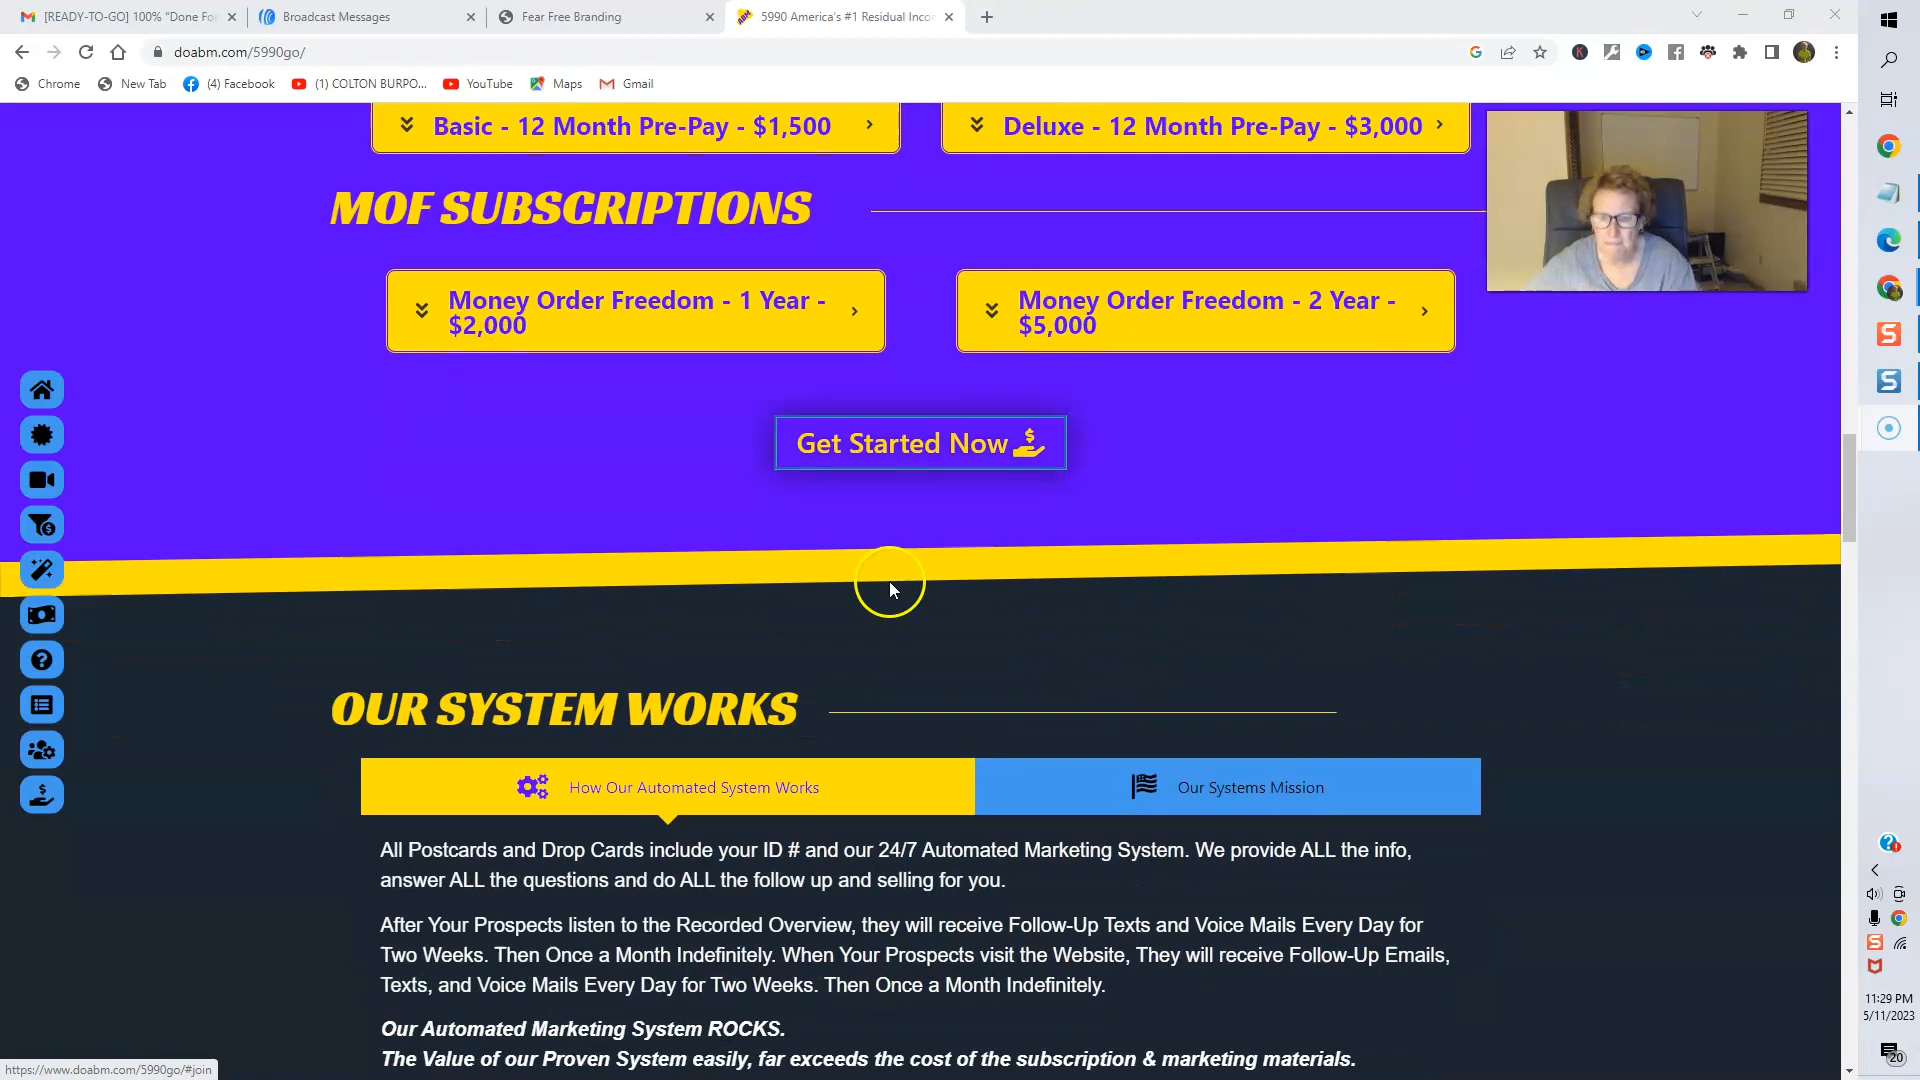 [READY-TO-GO] 100% "Done Fo
Broadcast Messages
Fear Free Branding
5990 America's #1 Residual Incor
doabm.com/5990go/
Chrome
New Tab
(4) Facebook
(1) COLTON BURPO...
YouTube
Maps
Gmail
Basic - 12 Month Pre-Pay - $1,500
Deluxe - 12 Month Pre-Pay - $3,000
MOF SUBSCRIPTIONS
Money Order Freedom - 1 Year -
$2,000
Money Order Freedom - 2 Year -
$5,000
Get Started Now
OUR SYSTEM WORKS
How Our Automated System Works
Our Systems Mission
All Postcards and Drop Cards include your ID # and our 24/7 Automated Marketing System. We provide ALL the info,
answer ALL the questions and do ALL the follow up and selling for you.
After Your Prospects listen to the Recorded Overview, they will receive Follow-Up Texts and Voice Mails Every Day for
Two Weeks. Then Once a Month Indefinitely. When Your Prospects visit the Website, They will receive Follow-Up Emails,
Texts, and Voice Mails Every Day for Two Weeks. Then Once a Month Indefinitely.
Our Automated Marketing System ROCKS.
The Value of our Proven System easily, far exceeds the cost of the subscription & marketing materials.
https://www.doabm.com/5990go/#join
11:29 PM
5/11/2023
20